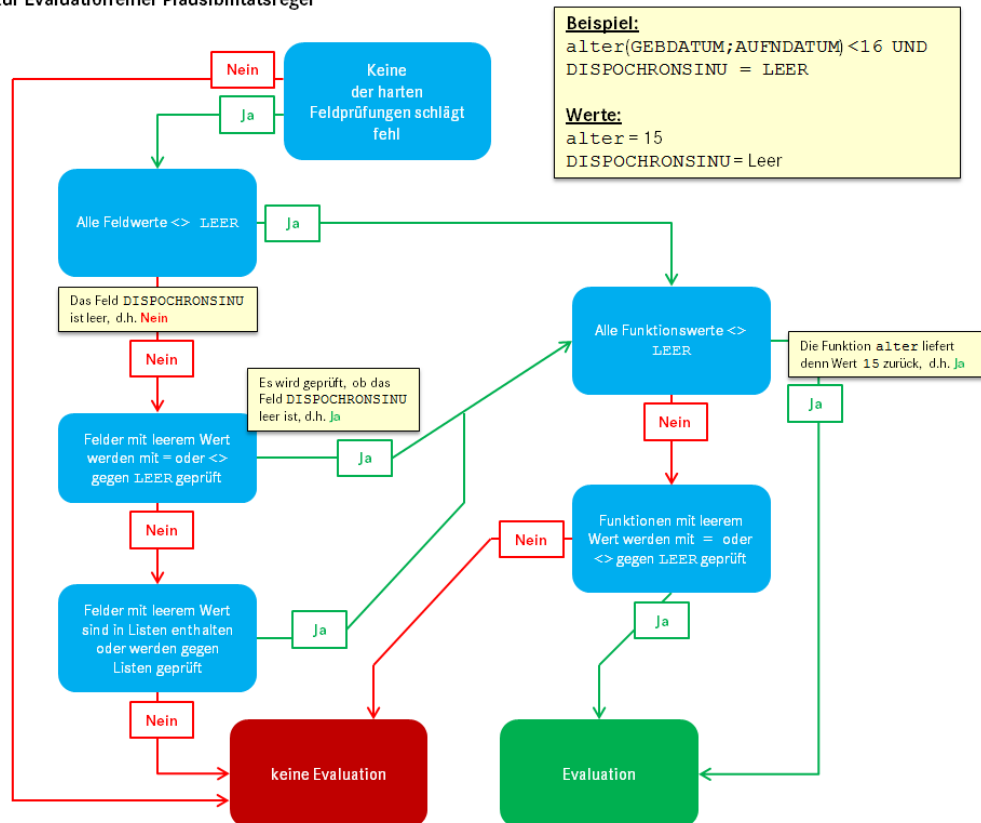 zur Evaluation einer Plausibilitätsregel
Beispiel:
alter(GEBDATUM;AUFNDATUM)<16 UND
DISPOCHRONSINU = LEER
Werte:
alter = 15
DISPOCHRONSINU= Leer
Nein
Ja
Keine
der harten
Feldprüfungen schlägt
fehl
Alle Feldwerte <> LEER
Ja
Das Feld DISPOCHRONSINU
ist leer, d.h. Nein
Nein
Alle Funktionswerte <>
LEER
Die Funktion alter liefert
denn Wert 15 zurück, d.h. Ja
Ja
Es wird geprüft, ob das
Feld DISPOCHRONSINU
leer ist, d.h. Ja
Nein
Felder mit leerem Wert
werden mit = oder <>
gegen LEER geprüft
Ja
Nein
Funktionen mit leerem
Wert werden mit = oder
<> gegen LEER geprüft
Nein
Ja
Felder mit leerem Wert
sind in Listen enthalten
oder werden gegen
Listen geprüft
Ja
Nein
keine Evaluation
Evaluation